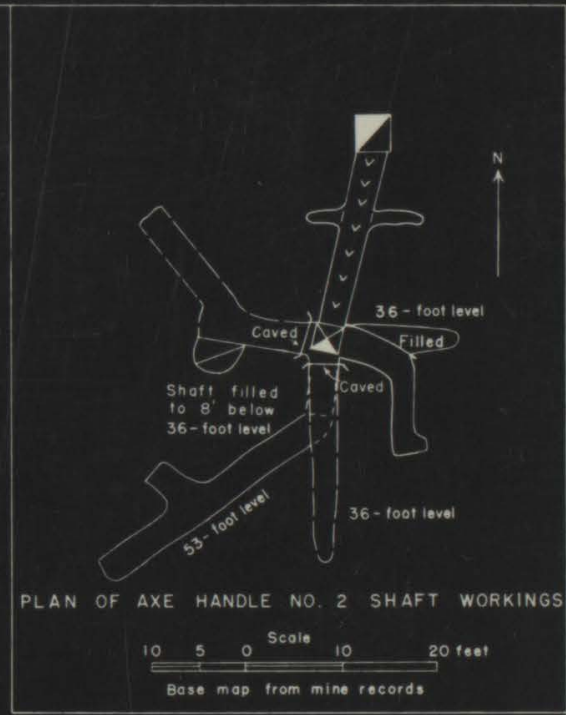 N
36-foot level
Caved
Filled
Shaft filled
to 8' below
36-foot level
Caved
53-foot level
36-foot level
PLAN OF AXE HANDLE NO. 2 SHAFT WORKINGS
Scale
10 5 0 10 20 feet
Base map from mine records